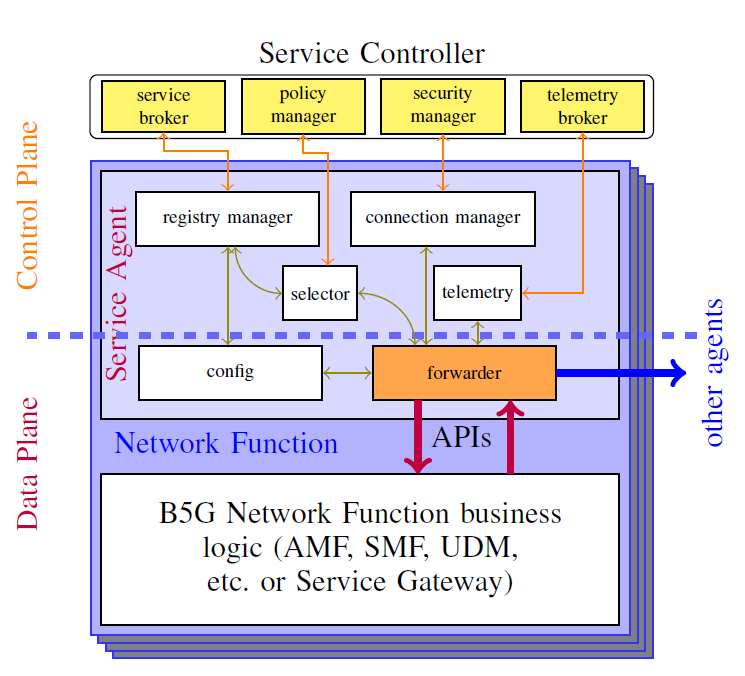 Service Controller
service
broker
policy
manager
security
manager
telemetry
broker
Control Plane
Service Agent
registry manager
connection manager
selector
telemetry
config
forwarder
other agents
Data Plane
Network Function
APIs
B5G Network Function business
logic (AMF, SMF, UDM,
etc. or Service Gateway)